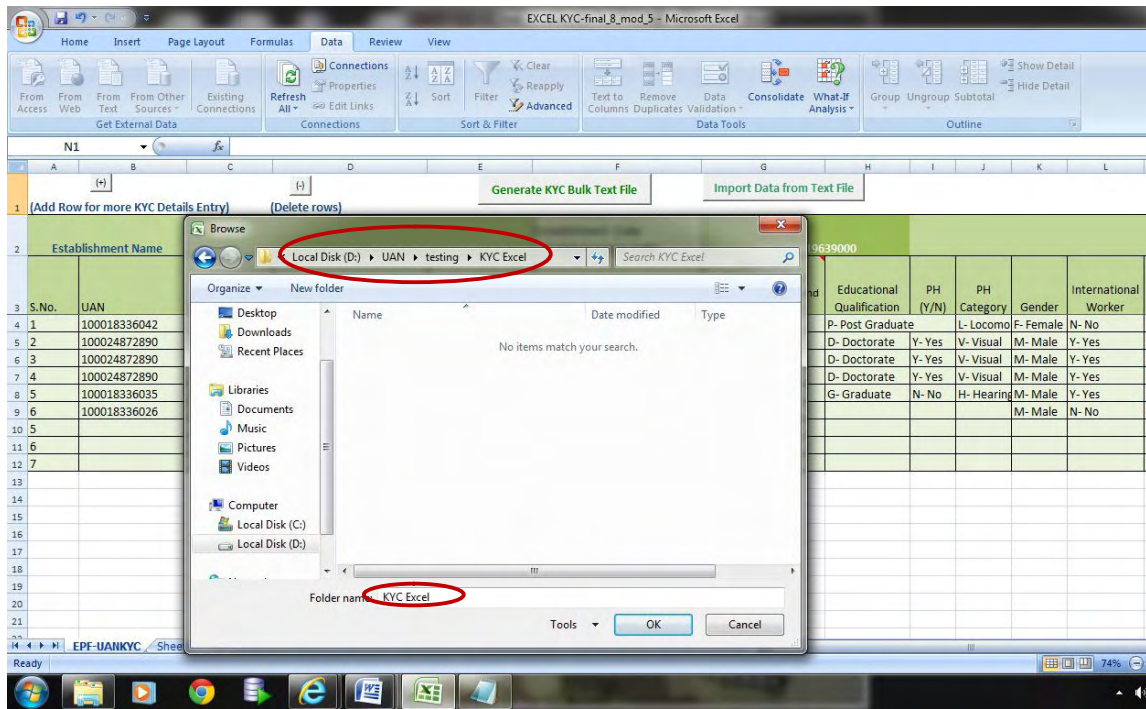 EXCEL KYC-final_8_mod_5 - Microsoft Excel
Home Insert Page Layout Formulas Data Review View
From Access From Web From Text From Other Sources Existing Connections
Get External Data
Refresh All Connections Properties Edit Links
Connections
Sort Filter Clear Reapply Advanced
Sort & Filter
Text to Columns Remove Duplicates Data Validation Consolidate What-If Analysis
Data Tools
Group Ungroup Subtotal Show Detail Hide Detail
Outline
N1 fx
A B C D E F G H I J K L
(+) (-) Generate KYC Bulk Text File Import Data from Text File
1 (Add Row for more KYC Details Entry) (Delete rows)
2 Establishment Name 9639000
3 S.No. UAN Educational Qualification PH (Y/N) PH Category Gender International Worker
4 1 100018336042 P- Post Graduate L- Locomo F- Female N- No
5 2 100024872890 D- Doctorate Y- Yes V- Visual M- Male Y- Yes
6 3 100024872890 D- Doctorate Y- Yes V- Visual M- Male Y- Yes
7 4 100024872890 D- Doctorate Y- Yes V- Visual M- Male Y- Yes
8 5 100018336035 G- Graduate N- No H- Hearing M- Male Y- Yes
9 6 100018336026 M- Male N- No
10 5
11 6
12 7
13
14
15
16
17
18
19
20
21
Browse
Local Disk (D:) UAN testing KYC Excel Search KYC Excel
Organize New folder
Name Date modified Type
No items match your search.
Desktop
Downloads
Recent Places
Libraries
Documents
Music
Pictures
Videos
Computer
Local Disk (C:)
Local Disk (D:)
Folder name: KYC Excel
Tools OK Cancel
EPF-UANKYC Shee
Ready 74%